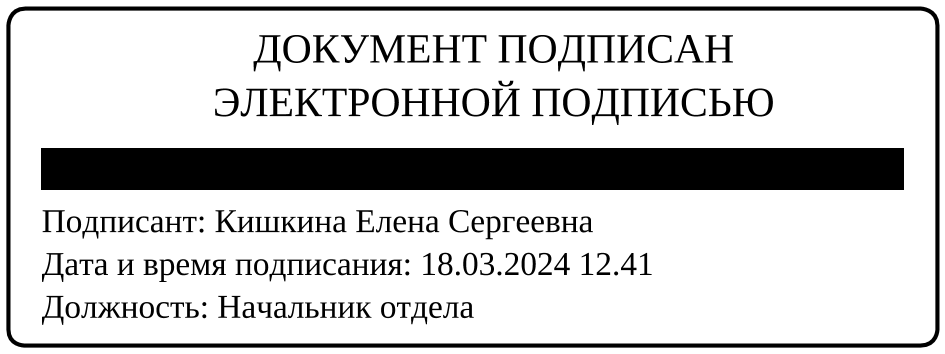 ДОКУМЕНТ ПОДПИСАН
ЭЛЕКТРОННОЙ ПОДПИСЬЮ
Подписант: Кишкина Елена Сергеевна
Дата и время подписания: 18.03.2024 12.41
Должность: Начальник отдела